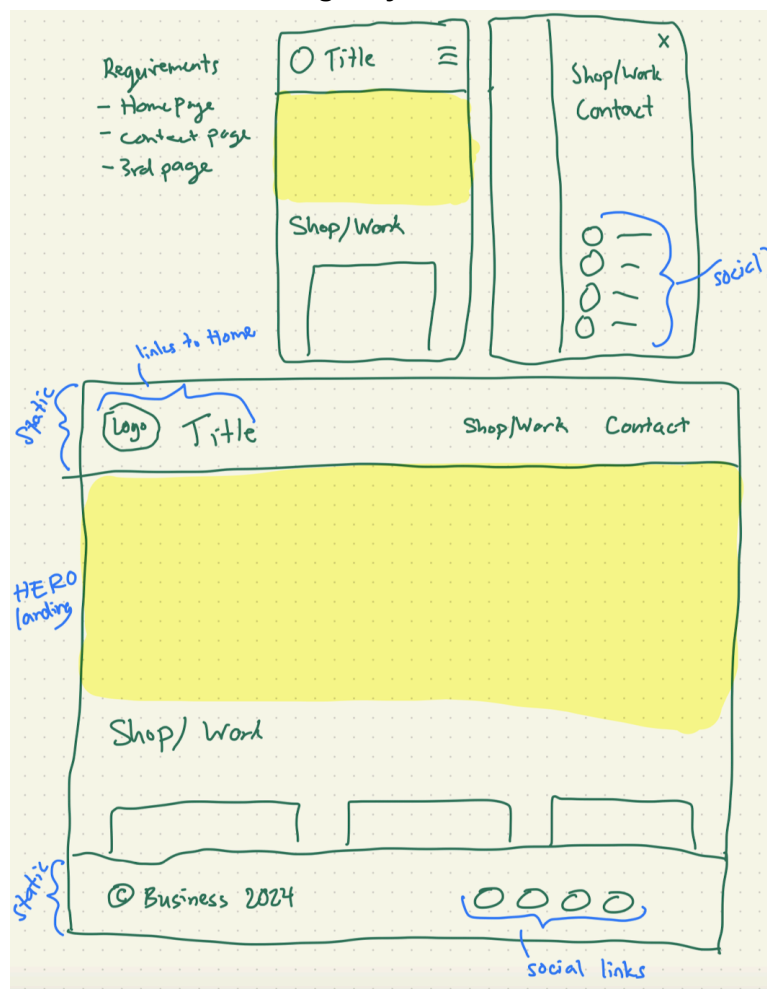 Requirements
- Home page
- contact page
- 3rd page
Title
Shop/Work
X
Shop/Work
Contact
social
links to Home
static
Logo
Title
Shop/Work
Contact
HERO
landing
Shop/ Work
static
© Business 2024
social links